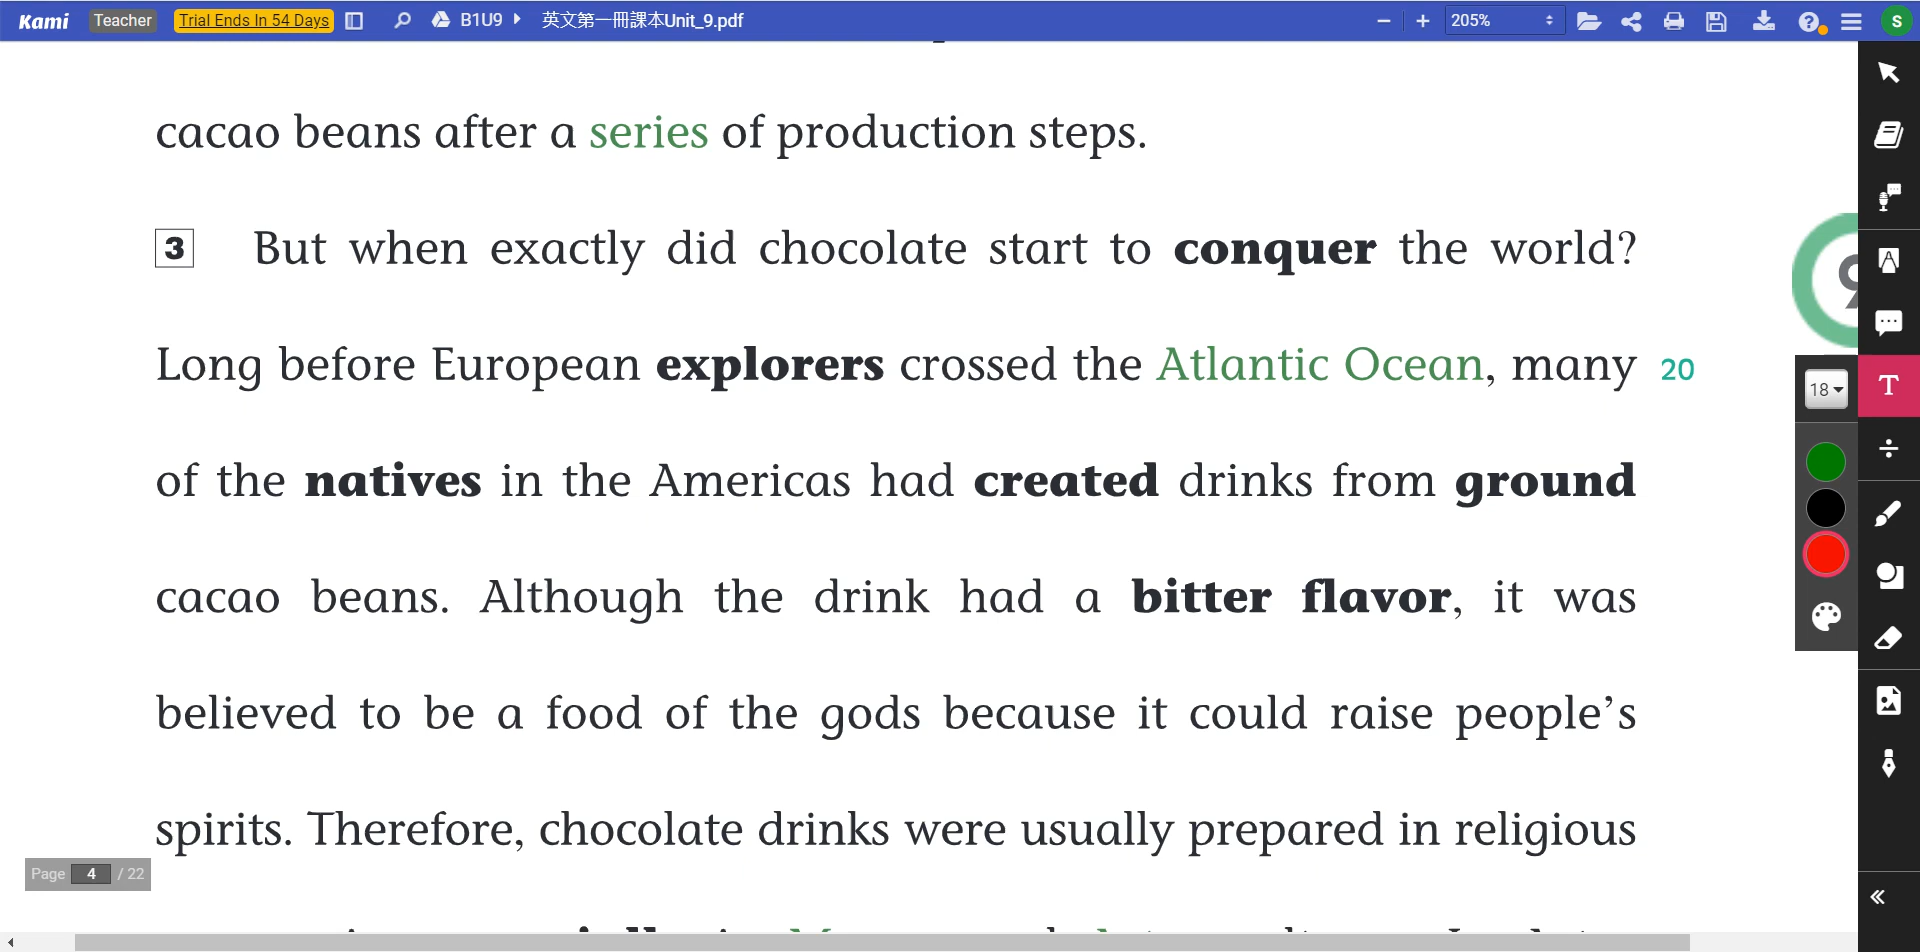 Kami Teacher Trial Ends In 54 Days B1U9 英文第一冊課本Unit_9.pdf 205% S
cacao beans after a series of production steps.
3 But when exactly did chocolate start to conquer the world?
Long before European explorers crossed the Atlantic Ocean, many 20
of the natives in the Americas had created drinks from ground
cacao beans. Although the drink had a bitter flavor, it was
believed to be a food of the gods because it could raise people's
spirits. Therefore, chocolate drinks were usually prepared in religious
18
T
Page 4 / 22